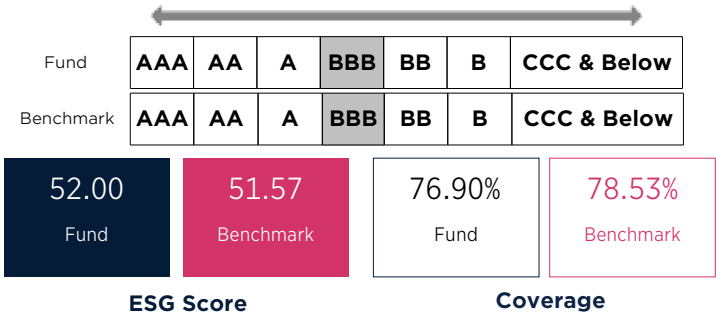 Fund AAA AA A BBB BB B CCC & Below
Benchmark AAA AA A BBB BB B CCC & Below
52.00 51.57 76.90% 78.53%
Fund Benchmark Fund Benchmark
ESG Score Coverage